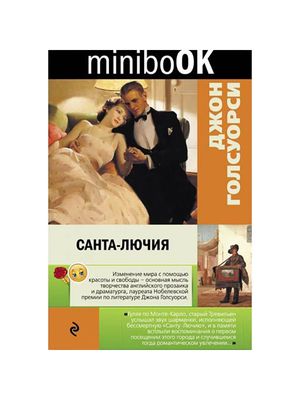 miniboOK
ДЖОН
ГОЛСУОРСИ
САНТА-ЛЮЧИЯ
Изменение мира с помощью
красоты и свободы – основная мысль
творчества английского прозаика
и драматурга, лауреата Нобелевской
премии по литературе Джона Голсуорси.
Гуляя по Монте-Карло, старый Тревильен
услышал звук шарманки, исполняющей
бессмертную «Санту Лючию», и в памяти
всплыли воспоминания о первом
посещении этого города и случившемся
тогда романтическом увлечении...